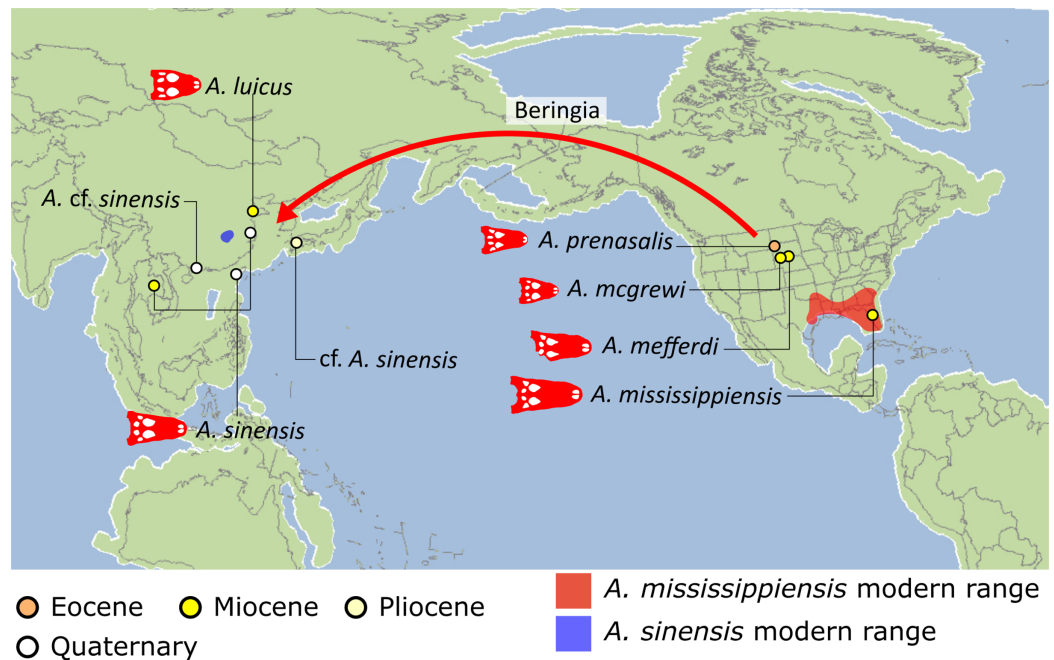 Beringia
A. luicus
A. cf. sinensis
A. prenasalis
A. mcgrewi
A. mefferdi
cf. A. sinensis
A. mississippiensis
A. sinensis
Eocene
Miocene
Pliocene
Quaternary
A. mississippiensis modern range
A. sinensis modern range